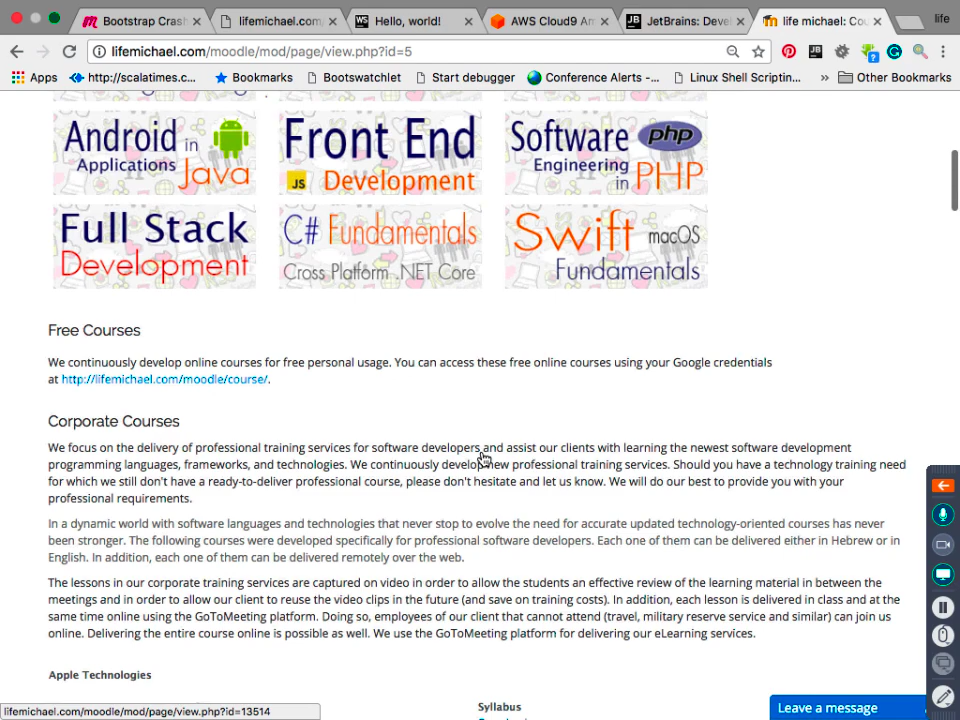 Bootstrap Crash
lifemichael.com/
Hello, world!
AWS Cloud9 Am
JetBrains: Devel
life michael: Cou
life
lifemichael.com/moodle/mod/page/view.php?id=5
Apps
http://scalatimes.c...
Bookmarks
Bootswatchlet
Start debugger
Conference Alerts -...
Linux Shell Scriptin...
»
Other Bookmarks
Android in
Applications Java
Front End
JS Development
Software php
Engineering
in PHP
Full Stack
Development
C# Fundamentals
Cross Platform .NET Core
Swift macOS
Fundamentals
Free Courses
We continuously develop online courses for free personal usage. You can access these free online courses using your Google credentials
at http://lifemichael.com/moodle/course/.
Corporate Courses
We focus on the delivery of professional training services for software developers and assist our clients with learning the newest software development
programming languages, frameworks, and technologies. We continuously develop new professional training services. Should you have a technology training need
for which we still don't have a ready-to-deliver professional course, please don't hesitate and let us know. We will do our best to provide you with your
professional requirements.
In a dynamic world with software languages and technologies that never stop to evolve the need for accurate updated technology-oriented courses has never
been stronger. The following courses were developed specifically for professional software developers. Each one of them can be delivered either in Hebrew or in
English. In addition, each one of them can be delivered remotely over the web.
The lessons in our corporate training services are captured on video in order to allow the students an effective review of the learning material in between the
meetings and in order to allow our client to reuse the video clips in the future (and save on training costs). In addition, each lesson is delivered in class and at the
same time online using the GoToMeeting platform. Doing so, employees of our client that cannot attend (travel, military reserve service and similar) can join us
online. Delivering the entire course online is possible as well. We use the GoToMeeting platform for delivering our eLearning services.
Apple Technologies
Syllabus
lifemichael.com/moodle/mod/page/view.php?id=13514
Leave a message